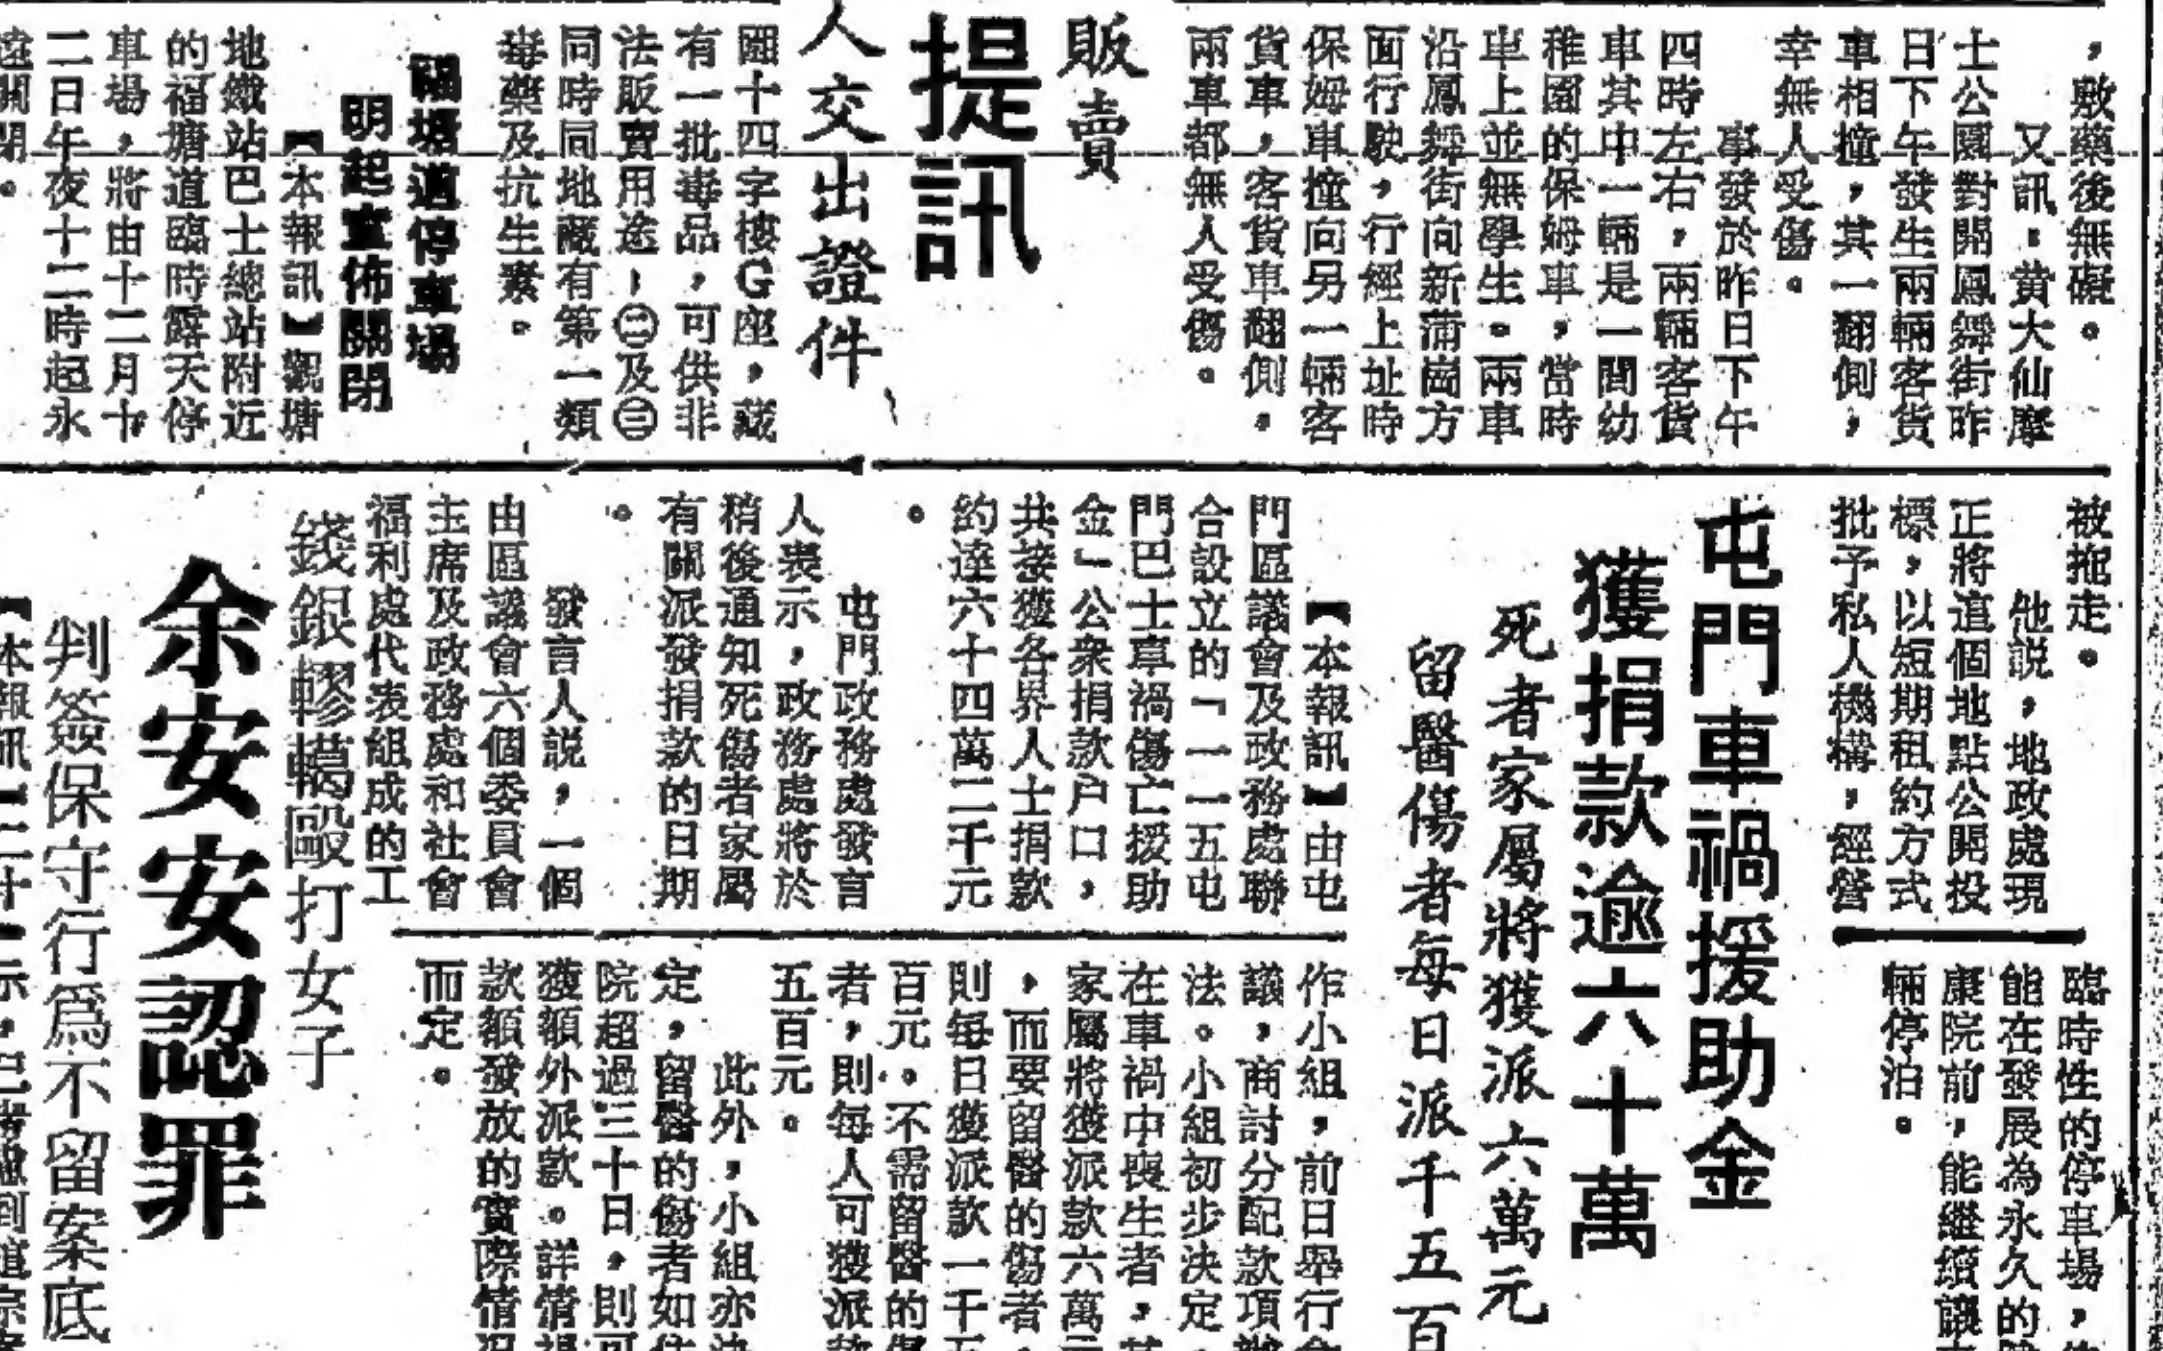 ，敷藥後無礙。
又訊：黃大仙摩
士公園對開鳳舞街昨
日下午發生兩輛客貨
車相撞，其一翻側，
幸無人受傷。
事發於昨日下午
四時左右，兩輛客貨
車其中一輛是一間幼
稚園的保姆車，當時
車上並無學生。兩車
沿鳳舞街向新蒲崗方
面行駛，行經上址時
保姆車撞向另一輛客
貨車，客貨車翻側，
兩車都無人受傷。
販賣
提訊
人交出證件
園十四字樓G座，藏
有一批毒品，可供非
法販賣用途；㊁及㊂
同時同地藏有第一類
毒藥及抗生素。
福塘道停車場
明起宣佈關閉
【本報訊】觀塘
地鐵站巴士總站附近
的福塘道臨時露天停
車場，將由十二月十
二日午夜十二時起永
遠關閉。
被拖走。
他說，地政處現
正將這個地點公開投
標，以短期租約方式
批予私人機構，經營
臨時性的停車場，
能在發展為永久的
康院前，能繼續讓
輛停泊。
屯門車禍援助金
獲捐款逾六十萬
死者家屬將獲派六萬元
留醫傷者每日派千五百
【本報訊】由屯
門區議會及政務處聯
合設立的「一一五屯
門巴士車禍傷亡援助
金」公衆捐款户口，
共接獲各界人士捐款
約達六十四萬二千元
。
屯門政務處發言
人表示，政務處將於
稍後通知死傷者家屬
有關派發捐款的日期
。
發言人說，一個
由區議會六個委員會
主席及政務處和社會
福利處代表組成的工
作小組，前日舉行
議，商討分配款項
法。小組初步決定，
在車禍中喪生者，
家屬將獲派款六萬
，而要留醫的傷者，
則每日獲派款一千
百元。不需留醫的
者，則每人可獲派
五百元。
此外，小組亦
定，留醫的傷者如
院超過三十日，則可
獲額外派款。詳情
款額發放的實際情況
而定。
錢銀轇轕毆打女子
余安安認罪
判簽保守行爲不留案底
【本報訊】